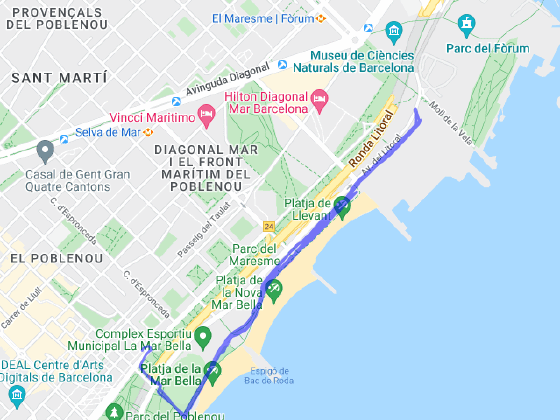 PROVENÇALS
DEL POBLENOU
El Maresme | Fòrum
Museu de Ciències
Naturals de Barcelona
Parc del Fòrum
SANT MARTÍ
Avinguda Diagonal
Hilton Diagonal
Mar Barcelona
Vincci Marítimo
Moll de la Vela
Selva de Mar
Ronda Litoral
Av. del Litoral
DIAGONAL MAR
I EL FRONT
MARÍTIM DEL
POBLENOU
Casal de Gent Gran
Quatre Cantons
C. d'Espronceda
Passeig del Taulat
Platja de
Llevant
24
EL POBLENOU
Parc del
Maresme
C. d'Espronceda
Platja de
la Nova
Mar Bella
Carrer de Llull
Complex Esportiu
Municipal La Mar Bella
IDEAL Centre d'Arts
Digitals de Barcelona
Platja de la
Mar Bella
Espigó de
Bac de Roda
Parc del Poblenou